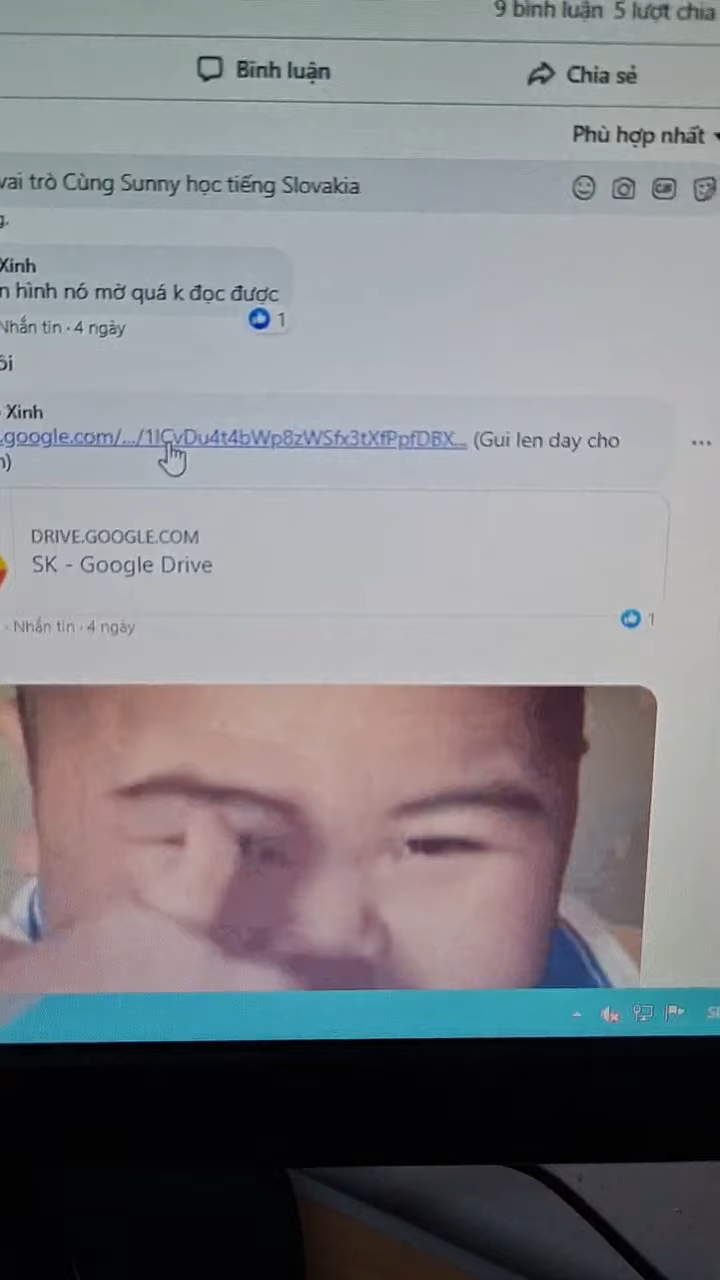 9 bình luận 5 lượt chia
Bình luận
Chia sẻ
Phù hợp nhất
vai trò Cùng Sunny học tiếng Slovakia
g.
Xinh
n hình nó mờ quá k đọc được
Nhắn tin · 4 ngày
1
ôi
Xinh
.google.com/.../1ICvDu4t4bWp8zWSfx3tXfPpfDBX... (Gui len day cho
n)
DRIVE.GOOGLE.COM
SK - Google Drive
Nhắn tin · 4 ngày
1